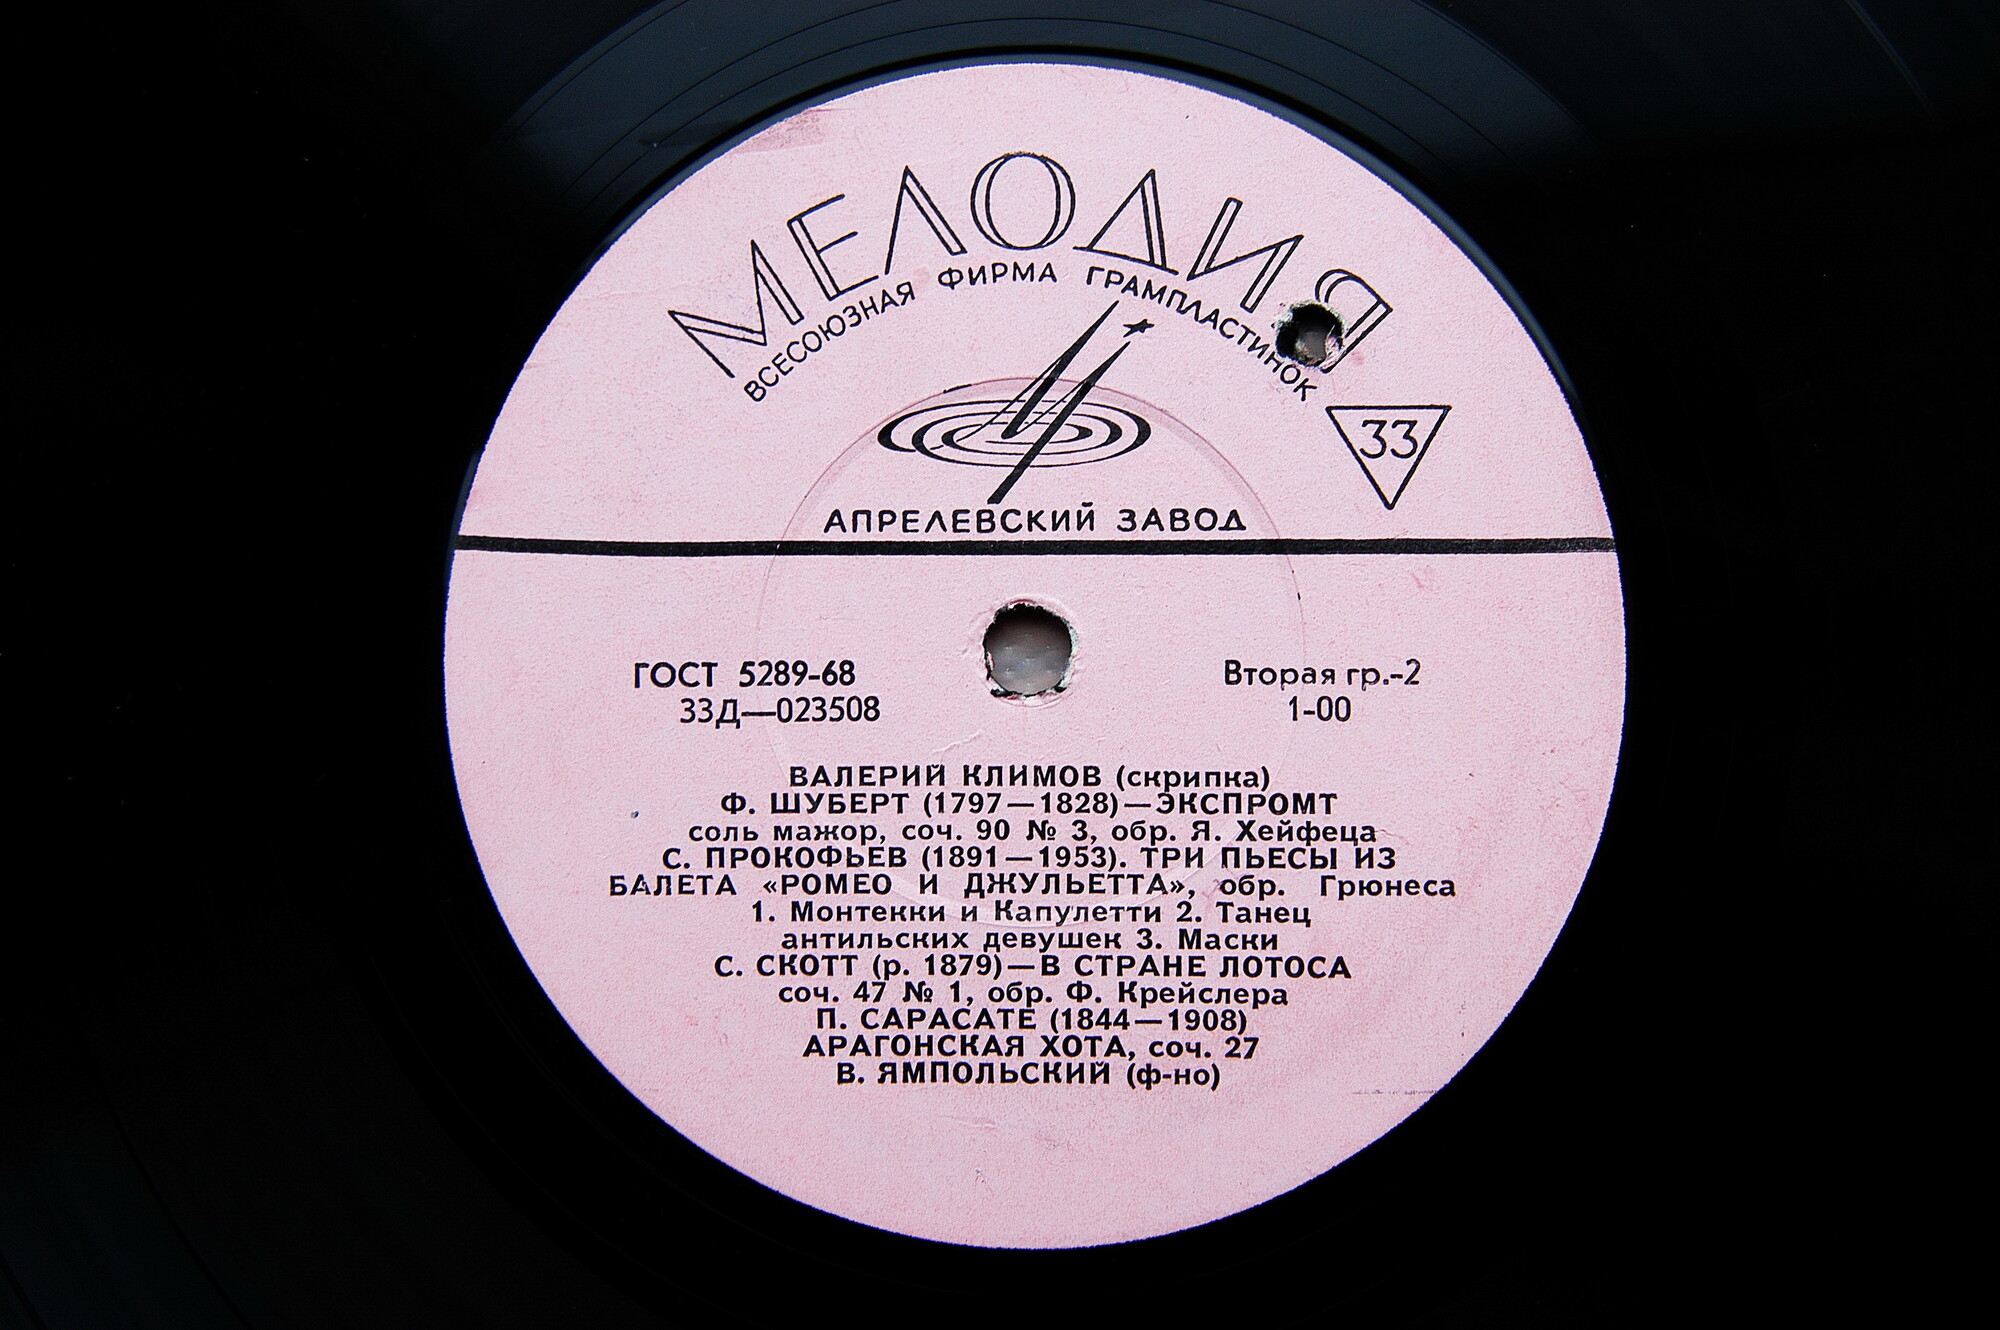 МЕЛОДИЯ
ВСЕСОЮЗНАЯ ФИРМА ГРАМПЛАСТИНОК
33
АПРЕЛЕВСКИЙ ЗАВОД
ГОСТ 5289-68
Вторая гр.-2
33Д—023508
1-00
ВАЛЕРИЙ КЛИМОВ (скрипка)
Ф. ШУБЕРТ (1797—1828)—ЭКСПРОМТ
соль мажор, соч. 90 № 3, обр. Я. Хейфеца
С. ПРОКОФЬЕВ (1891—1953). ТРИ ПЬЕСЫ ИЗ
БАЛЕТА «РОМЕО И ДЖУЛЬЕТТА», обр. Грюнеса
1. Монтекки и Капулетти 2. Танец
антильских девушек 3. Маски
С. СКОТТ (р. 1879)—В СТРАНЕ ЛОТОСА
соч. 47 № 1, обр. Ф. Крейслера
П. САРАСАТЕ (1844—1908)
АРАГОНСКАЯ ХОТА, соч. 27
В. ЯМПОЛЬСКИЙ (ф-но)